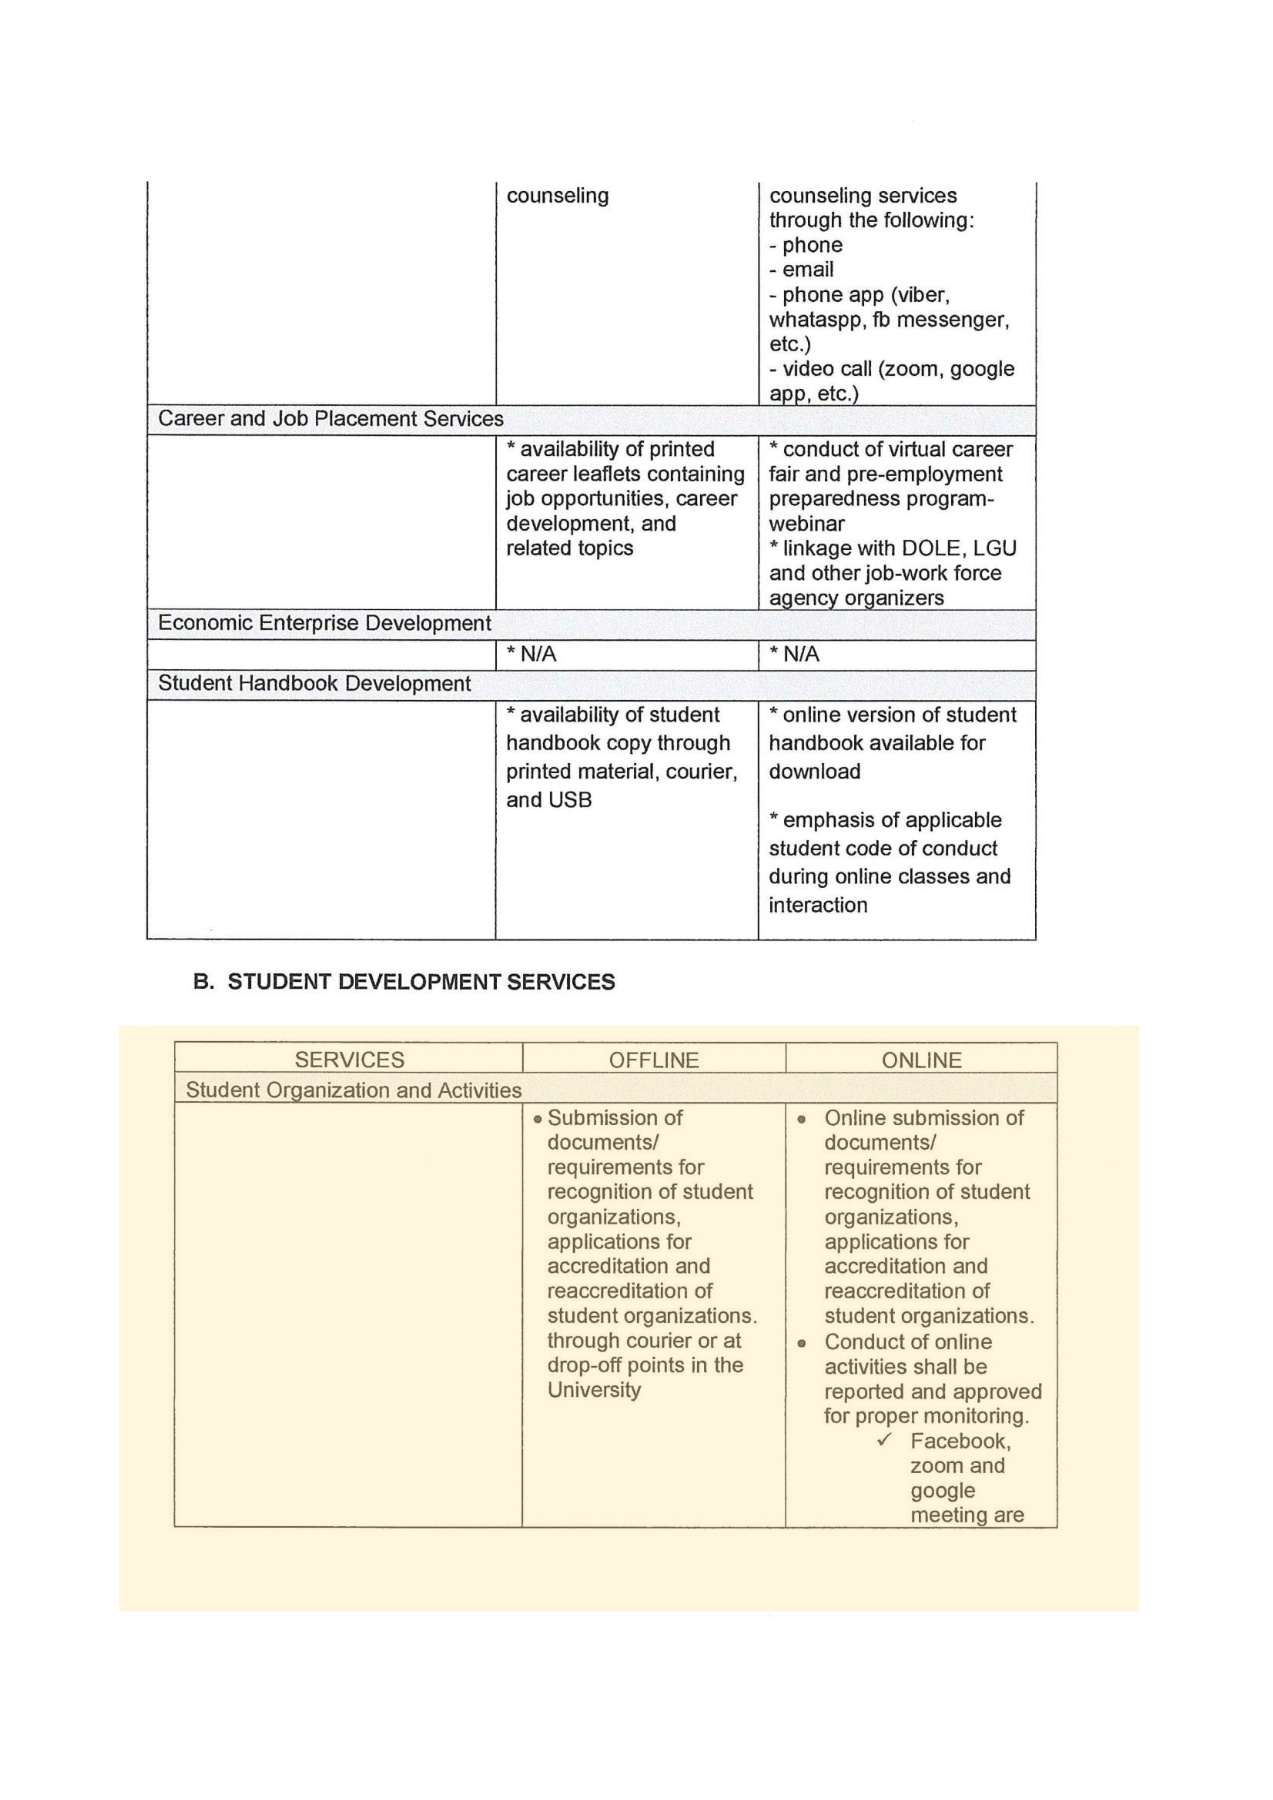 counseling
counseling services
through the following:
- phone
- email
- phone app (viber,
whataspp, fb messenger,
etc.)
- video call (zoom, google
app, etc.)
Career and Job Placement Services
* availability of printed
career leaflets containing
job opportunities, career
development, and
related topics
* conduct of virtual career
fair and pre-employment
preparedness program-
webinar
* linkage with DOLE, LGU
and other job-work force
agency organizers
Economic Enterprise Development
* N/A
* N/A
Student Handbook Development
* availability of student
handbook copy through
printed material, courier,
and USB
* online version of student
handbook available for
download
* emphasis of applicable
student code of conduct
during online classes and
interaction
B. STUDENT DEVELOPMENT SERVICES
SERVICES
OFFLINE
ONLINE
Student Organization and Activities
• Submission of
documents/
requirements for
recognition of student
organizations,
applications for
accreditation and
reaccreditation of
student organizations.
through courier or at
drop-off points in the
University
• Online submission of
documents/
requirements for
recognition of student
organizations,
applications for
accreditation and
reaccreditation of
student organizations.
• Conduct of online
activities shall be
reported and approved
for proper monitoring.
✓ Facebook,
zoom and
google
meeting are